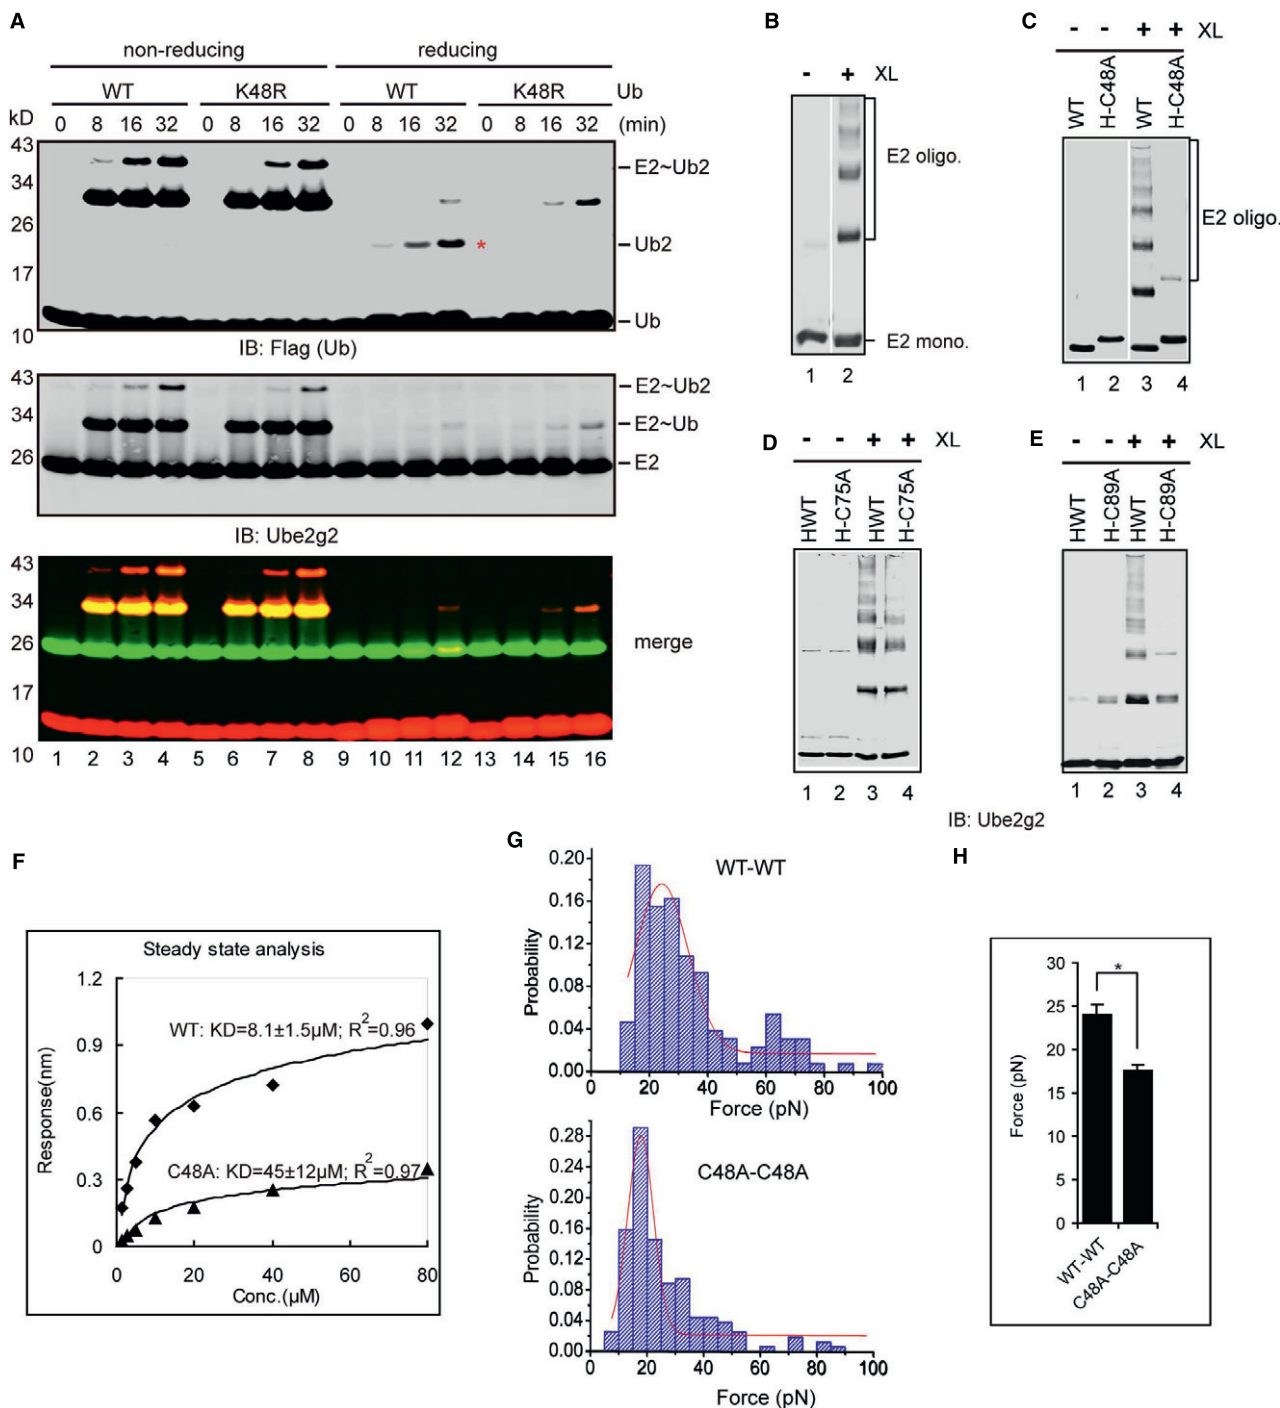 A
non-reducing reducing
WT K48R WT K48R Ub
kD 0 8 16 32 0 8 16 32 0 8 16 32 0 8 16 32 (min)
43
34
26
17
10
E2~Ub2
Ub2
*
Ub
IB: Flag (Ub)
43
34
26
E2~Ub2
E2~Ub
E2
IB: Ube2g2
43
34
26
17
10
merge
1 2 3 4 5 6 7 8 9 10 11 12 13 14 15 16
B
- + XL
E2 oligo.
E2 mono.
1 2
C
- - + + XL
WT H-C48A WT H-C48A
E2 oligo.
1 2 3 4
D
- - + + XL
HWT H-C75A HWT H-C75A
1 2 3 4
E
- - + + XL
HWT H-C89A HWT H-C89A
1 2 3 4
IB: Ube2g2
F
Steady state analysis
1.2
0.9
0.6
0.3
0
Response(nm)
WT: KD=8.1±1.5µM; R2=0.96
C48A: KD=45±12µM; R2=0.97
0 20 40 60 80
Conc.(µM)
G
WT-WT
0.20
0.16
0.12
0.08
0.04
0.00
Probability
0 20 40 60 80 100
Force (pN)
C48A-C48A
0.28
0.24
0.20
0.16
0.12
0.08
0.04
0.00
Probability
0 20 40 60 80 100
Force (pN)
H
30
25
20
15
10
5
0
Force (pN)
*
WT-WT
C48A-C48A